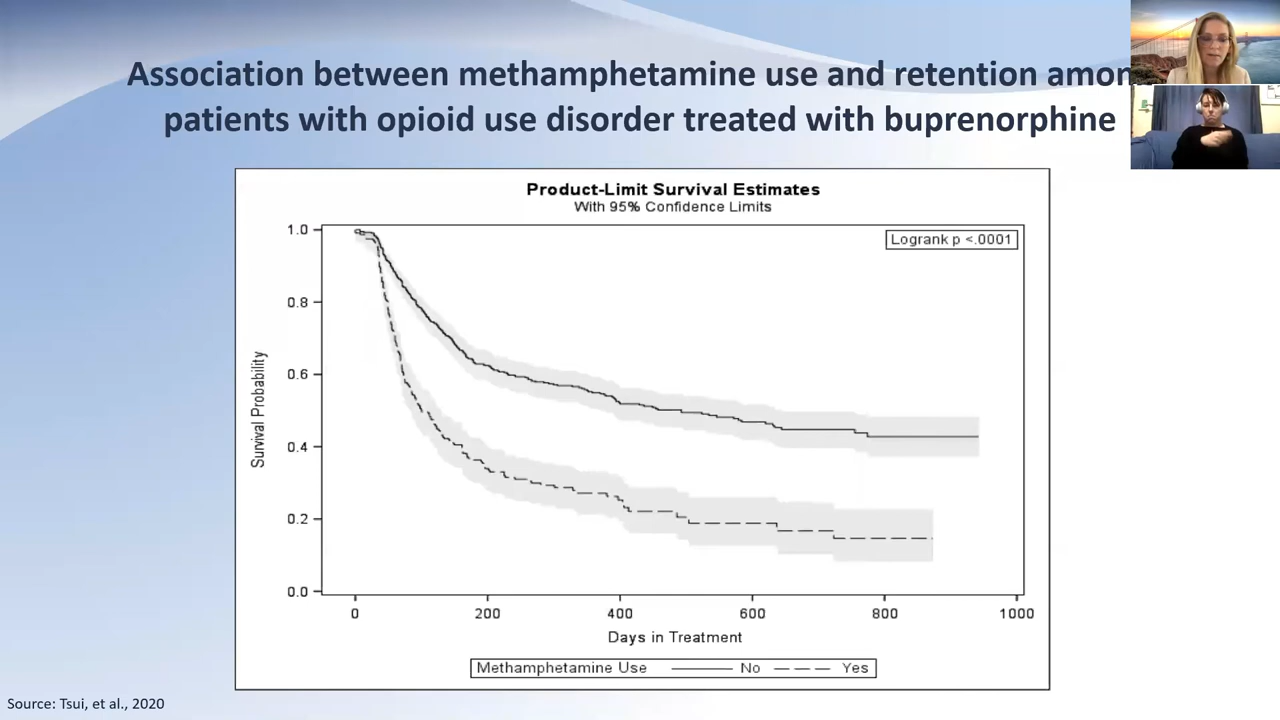 Association between methamphetamine use and retention among
patients with opioid use disorder treated with buprenorphine
Product-Limit Survival Estimates
With 95% Confidence Limits
Logrank p <.0001
1.0
0.8
0.6
0.4
0.2
0.0
Survival Probability
0 200 400 600 800 1000
Days in Treatment
Methamphetamine Use No Yes
Source: Tsui, et al., 2020